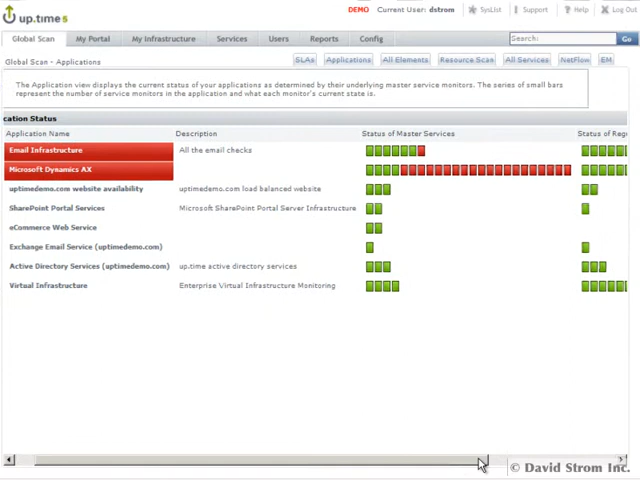 up.time 5
DEMO Current User: dstrom SysList Support Help Log Out
Global Scan My Portal My Infrastructure Services Users Reports Config Search: Go
Global Scan - Applications SLAs Applications All Elements Resource Scan All Services NetFlow EM
The Application view displays the current status of your applications as determined by their underlying master service monitors. The series of small bars
represent the number of service monitors in the application and what each monitor's current state is.
cation Status
Application Name Description Status of Master Services Status of Reg
Email Infrastructure All the email checks
Microsoft Dynamics AX
uptimedemo.com website availability uptimedemo.com load balanced website
SharePoint Portal Services Microsoft SharePoint Portal Server Infrastructure
eCommerce Web Service
Exchange Email Service (uptimedemo.com)
Active Directory Services (uptimedemo.com) up.time active directory services
Virtual Infrastructure Enterprise Virtual Infrastructure Monitoring
© David Strom Inc.